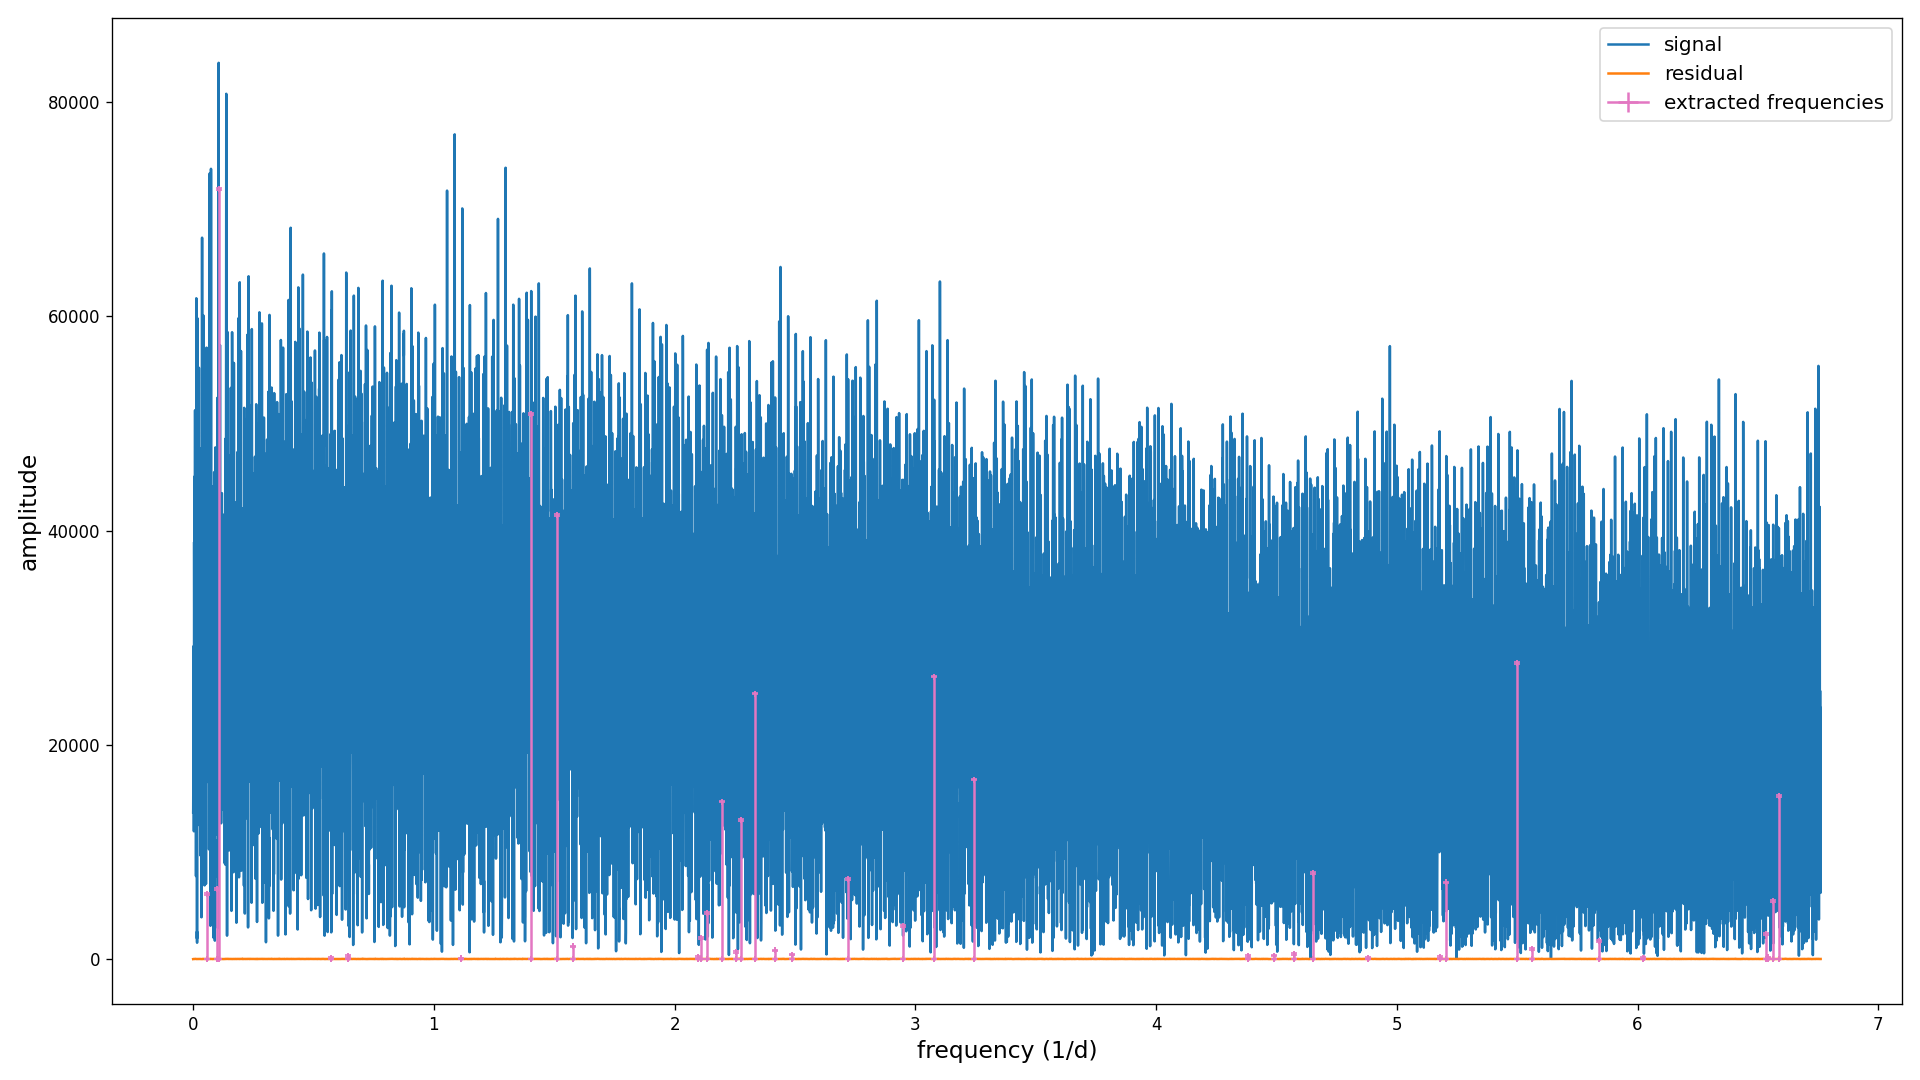 signal
residual
extracted frequencies
80000
60000
40000
20000
0
amplitude
0 1 2 3 4 5 6 7
frequency (1/d)